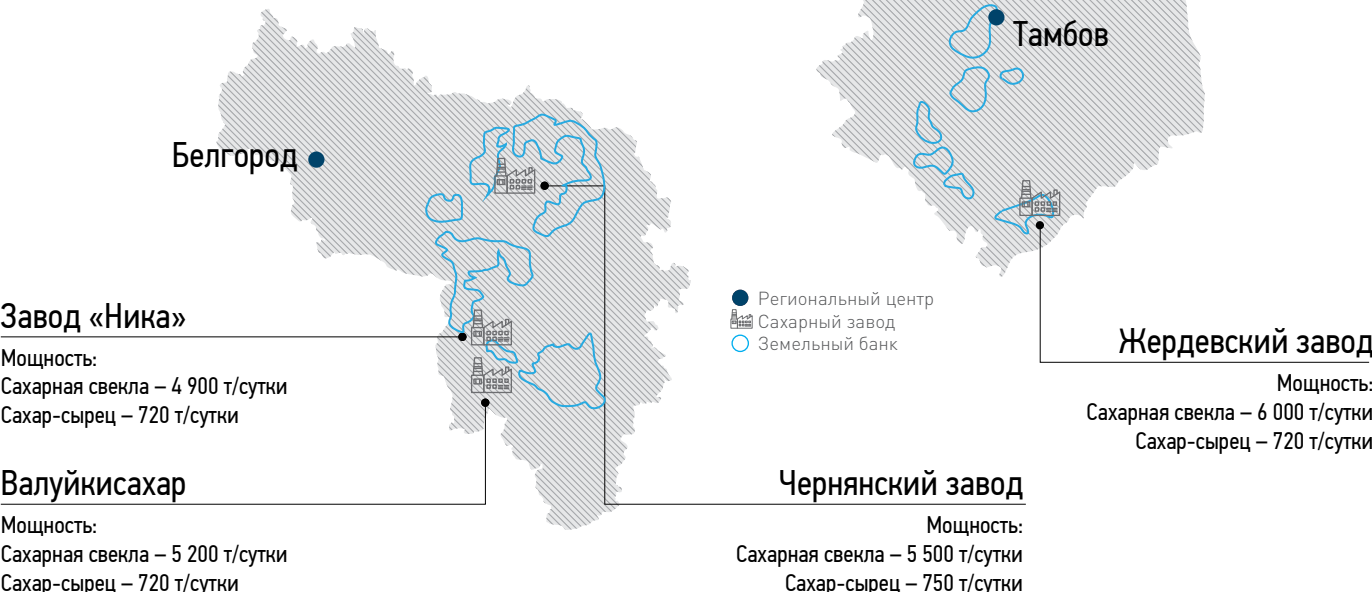 Тамбов
Белгород
Региональный центр
Сахарный завод
Земельный банк
Завод «Ника»
Мощность:
Сахарная свекла – 4 900 т/сутки
Сахар-сырец – 720 т/сутки
Жердевский завод
Мощность:
Сахарная свекла – 6 000 т/сутки
Сахар-сырец – 720 т/сутки
Валуйкисахар
Мощность:
Сахарная свекла – 5 200 т/сутки
Сахар-сырец – 720 т/сутки
Чернянский завод
Мощность:
Сахарная свекла – 5 500 т/сутки
Сахар-сырец – 750 т/сутки